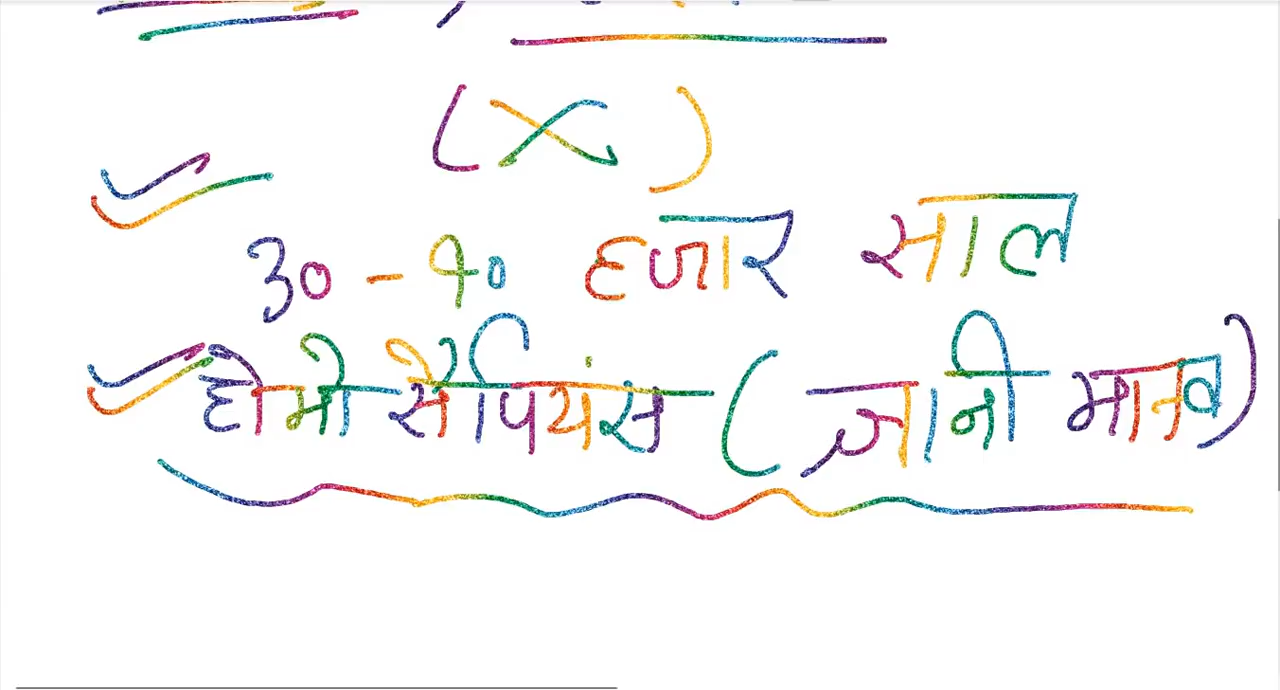 (X)
30 - 40 हजार साल
होमो सेपियंस (ज्ञानी मानव)